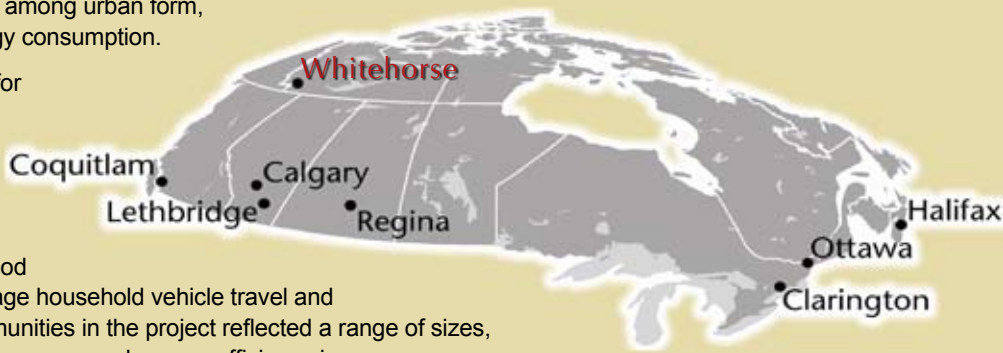 among urban form,
gy consumption.
for
Whitehorse
Coquitlam
Calgary
Lethbridge
Regina
Halifax
Ottawa
Clarington
od
age household vehicle travel and
munities in the project reflected a range of sizes,